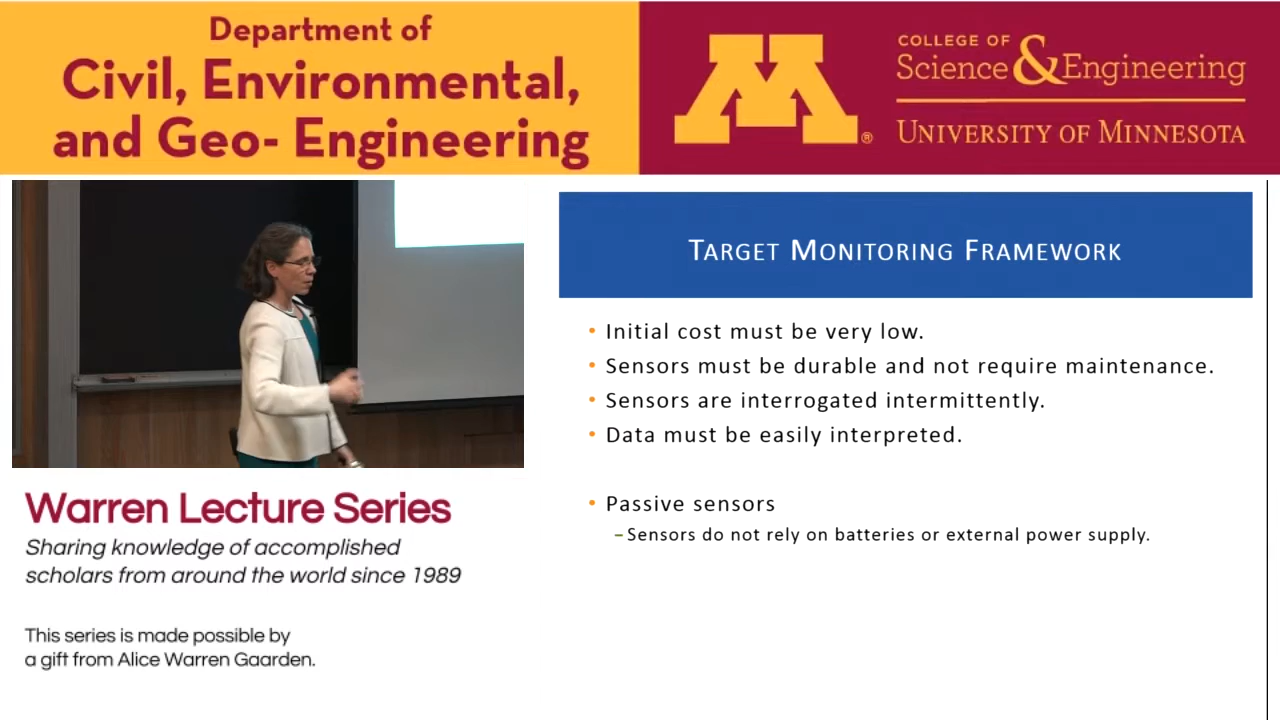 Department of
Civil, Environmental,
and Geo- Engineering
M®
COLLEGE OF
Science & Engineering
UNIVERSITY OF MINNESOTA
TARGET MONITORING FRAMEWORK
• Initial cost must be very low.
• Sensors must be durable and not require maintenance.
• Sensors are interrogated intermittently.
• Data must be easily interpreted.
• Passive sensors
– Sensors do not rely on batteries or external power supply.
Warren Lecture Series
Sharing knowledge of accomplished
scholars from around the world since 1989
This series is made possible by
a gift from Alice Warren Gaarden.